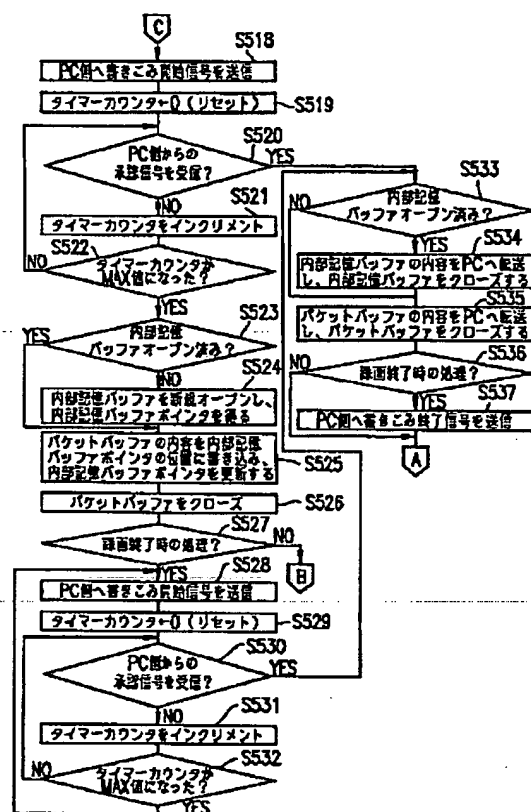 C
S518
PC側へ書きこみ開始信号を送信
タイマーカウンタ←0(リセット)
S519
S520
PC側からの
承認信号を受信?
YES
NO
S521
タイマーカウンタをインクリメント
S522
タイマーカウンタが
MAX値になった?
NO
YES
S523
内部記憶
バッファオープン済み?
YES
NO
S524
内部記憶バッファを新規オープンし、
内部記憶バッファポインタを得る
パケットバッファの内容を内部記憶
バッファポインタの位置に書き込み、
内部記憶バッファポインタを更新する
S525
パケットバッファをクローズ
S526
S527
録画終了時の処理?
NO
B
YES
S528
PC側へ書きこみ開始信号を送信
タイマーカウンタ←0(リセット)
S529
S530
PC側からの
承認信号を受信?
YES
NO
S531
タイマーカウンタをインクリメント
S532
タイマーカウンタが
MAX値になった?
NO
YES
S533
内部記憶
バッファオープン済み?
NO
YES
S534
内部記憶バッファの内容をPCへ転送
し、内部記憶バッファをクローズする
S535
パケットバッファの内容をPCへ転送
し、パケットバッファをクローズする
S536
録画終了時の処理?
NO
YES
S537
PC側へ書きこみ終了信号を送信
A